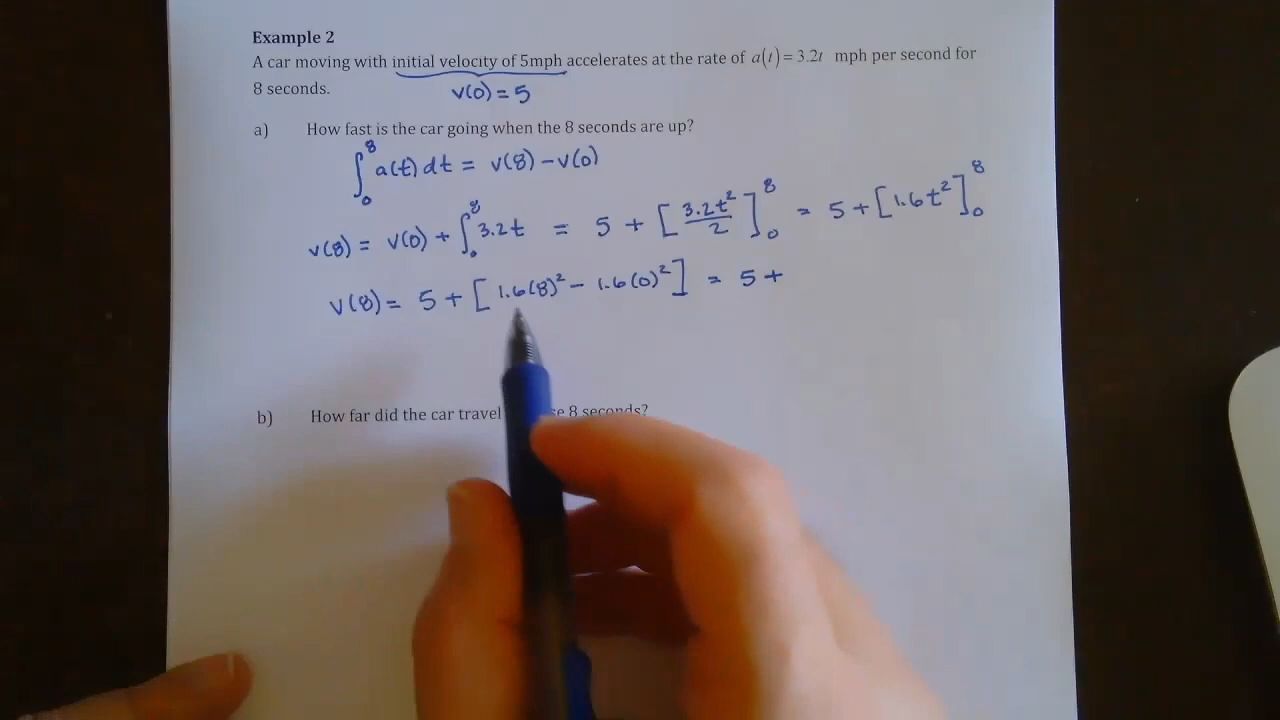 Example 2
A car moving with initial velocity of 5mph accelerates at the rate of a(t) = 3.2t mph per second for
8 seconds.
v(0) = 5
a) How fast is the car going when the 8 seconds are up?
∫₀⁸ a(t) dt = v(8) - v(0)
v(8) = v(0) + ∫₀⁸ 3.2t = 5 + [3.2t²/2]₀⁸ = 5 + [1.6t²]₀⁸
v(8) = 5 + [1.6(8)² - 1.6(0)²] = 5 +
b) How far did the car travel se 8 seconds?